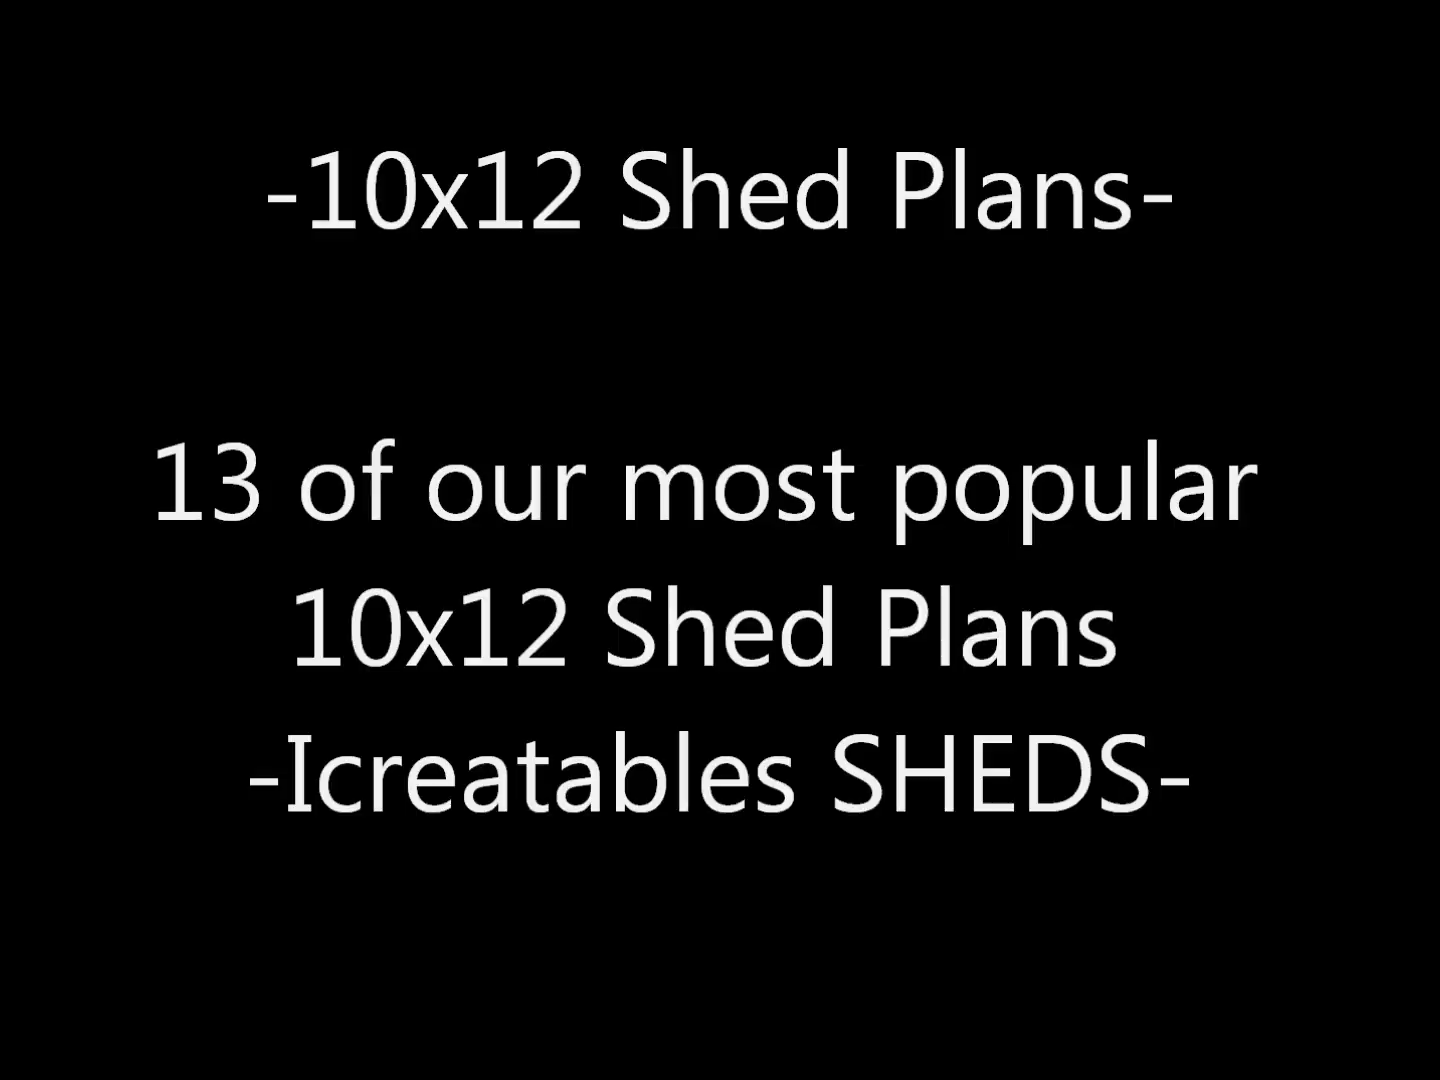 -10x12 Shed Plans-
13 of our most popular
10x12 Shed Plans
-Icreatables SHEDS-